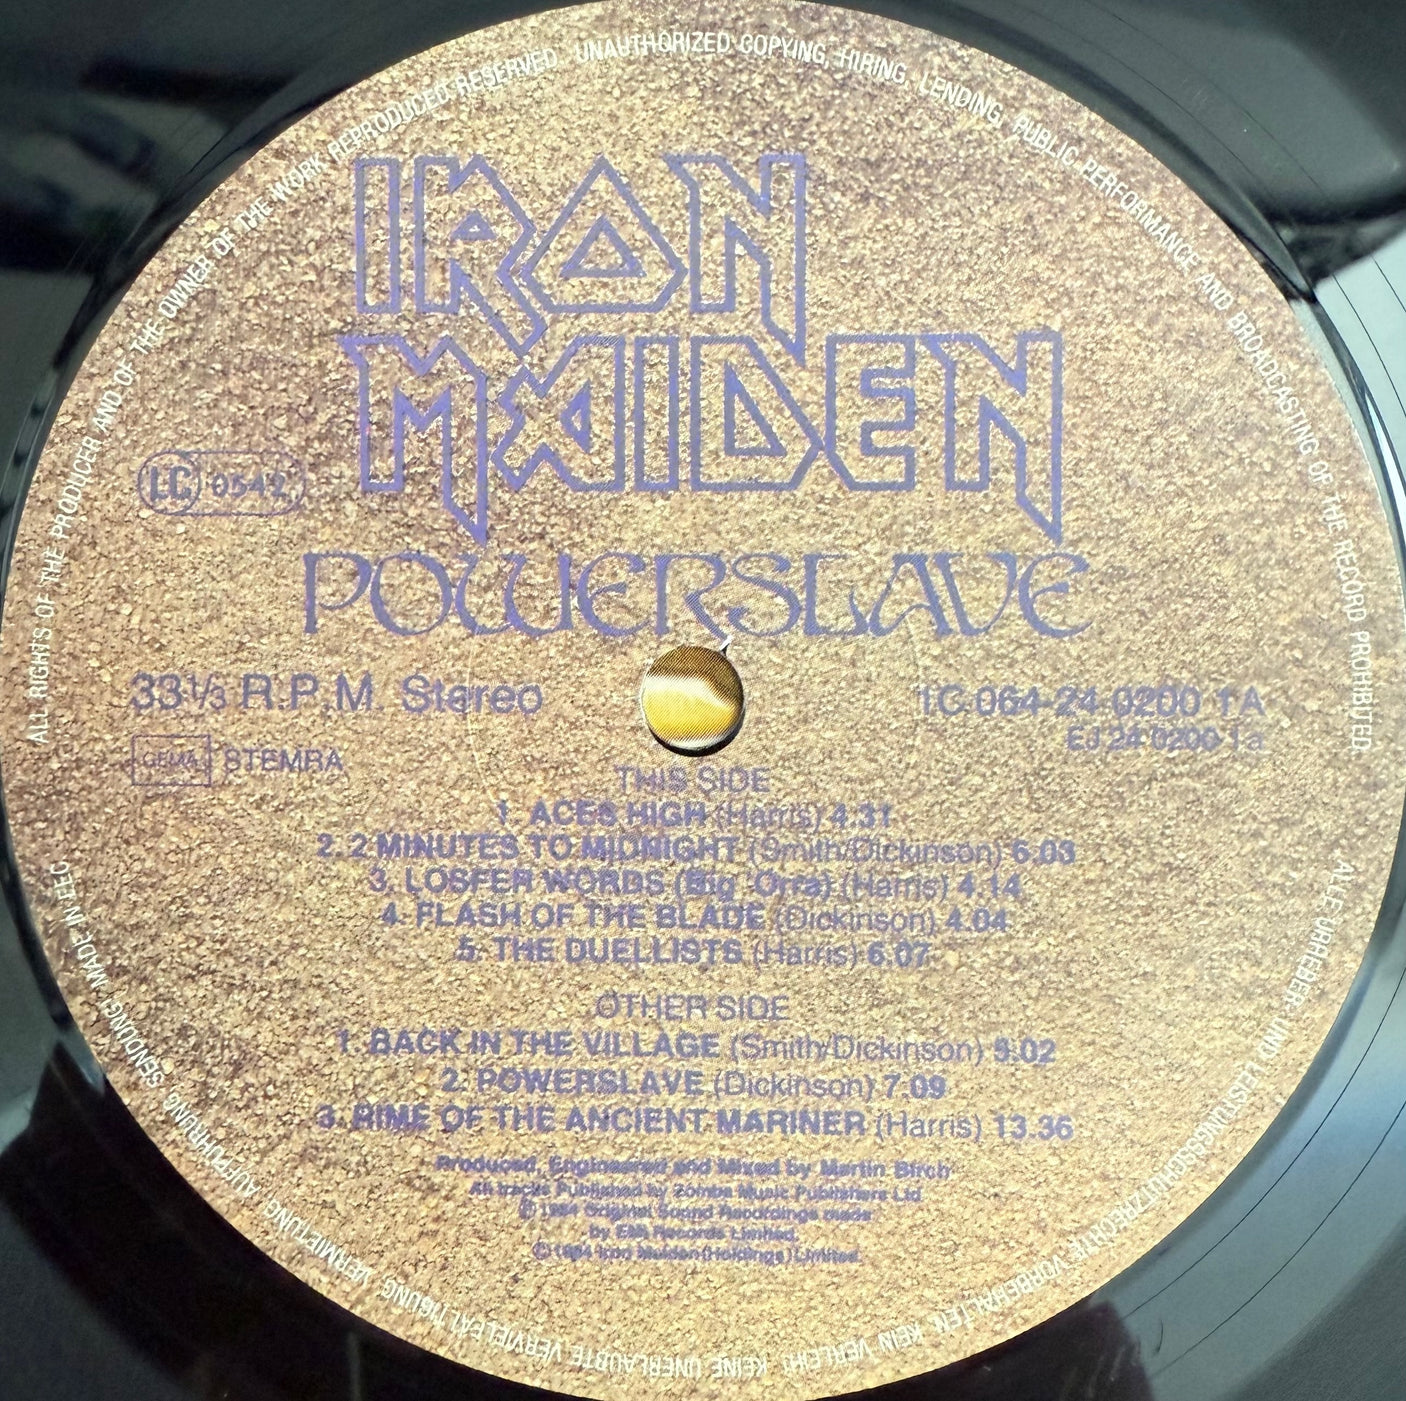 ALL RIGHTS OF THE PRODUCER AND OF THE OWNER OF THE WORK REPRODUCED RESERVED. UNAUTHORIZED COPYING, HIRING, LENDING, PUBLIC PERFORMANCE AND BROADCASTING OF THE RECORD PROHIBITED.
IRON
MAIDEN
LC 0542
POWERSLAVE
33⅓ R.P.M. Stereo
1C 064-24 0200 1 A
EJ 24 0200 1a
GEMA STEMRA
THIS SIDE
1. ACES HIGH (Harris) 4.31
2. 2 MINUTES TO MIDNIGHT (Smith/Dickinson) 6.03
3. LOSFER WORDS (Big 'Orra) (Harris) 4.14
4. FLASH OF THE BLADE (Dickinson) 4.04
5. THE DUELLISTS (Harris) 6.07
OTHER SIDE
1. BACK IN THE VILLAGE (Smith/Dickinson) 5.02
2. POWERSLAVE (Dickinson) 7.09
3. RIME OF THE ANCIENT MARINER (Harris) 13.36
Produced, Engineered and Mixed by Martin Birch
All tracks Published by Zomba Music Publishers Ltd
Ⓟ 1984 Original Sound Recordings made
by EMI Records Limited.
© 1984 Iron Maiden (Holdings) Limited.
ALLE URHEBER- UND LEISTUNGSSCHUTZRECHTE VORBEHALTEN. KEIN VERLEIH! KEINE UNERLAUBTE VERVIELFÄLTIGUNG, VERMIETUNG, AUFFÜHRUNG, SENDUNG! MADE IN EEC